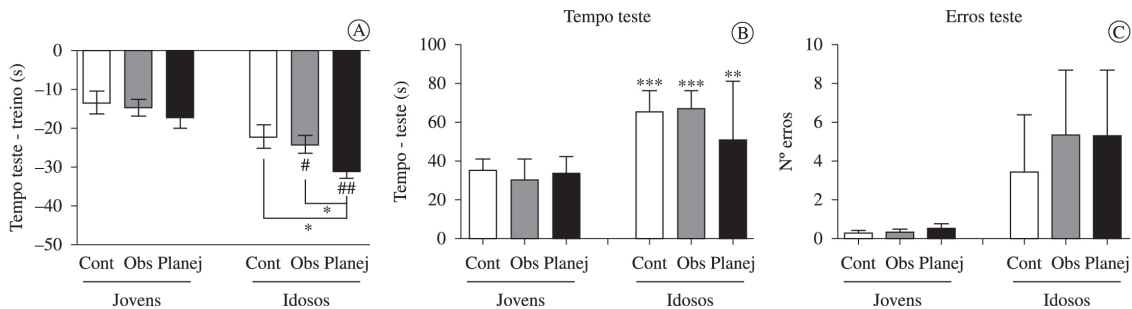 A
Tempo teste - treino (s)
0
–10
–20
–30
–40
–50
#
##
*
*
Cont Obs Planej Cont Obs Planej
Jovens Idosos
Tempo teste
B
Tempo - teste (s)
100
80
60
40
20
0
*** *** **
Cont Obs Planej Cont Obs Planej
Jovens Idosos
Erros teste
C
Nº erros
10
8
6
4
2
0
Cont Obs Planej Cont Obs Planej
Jovens Idosos